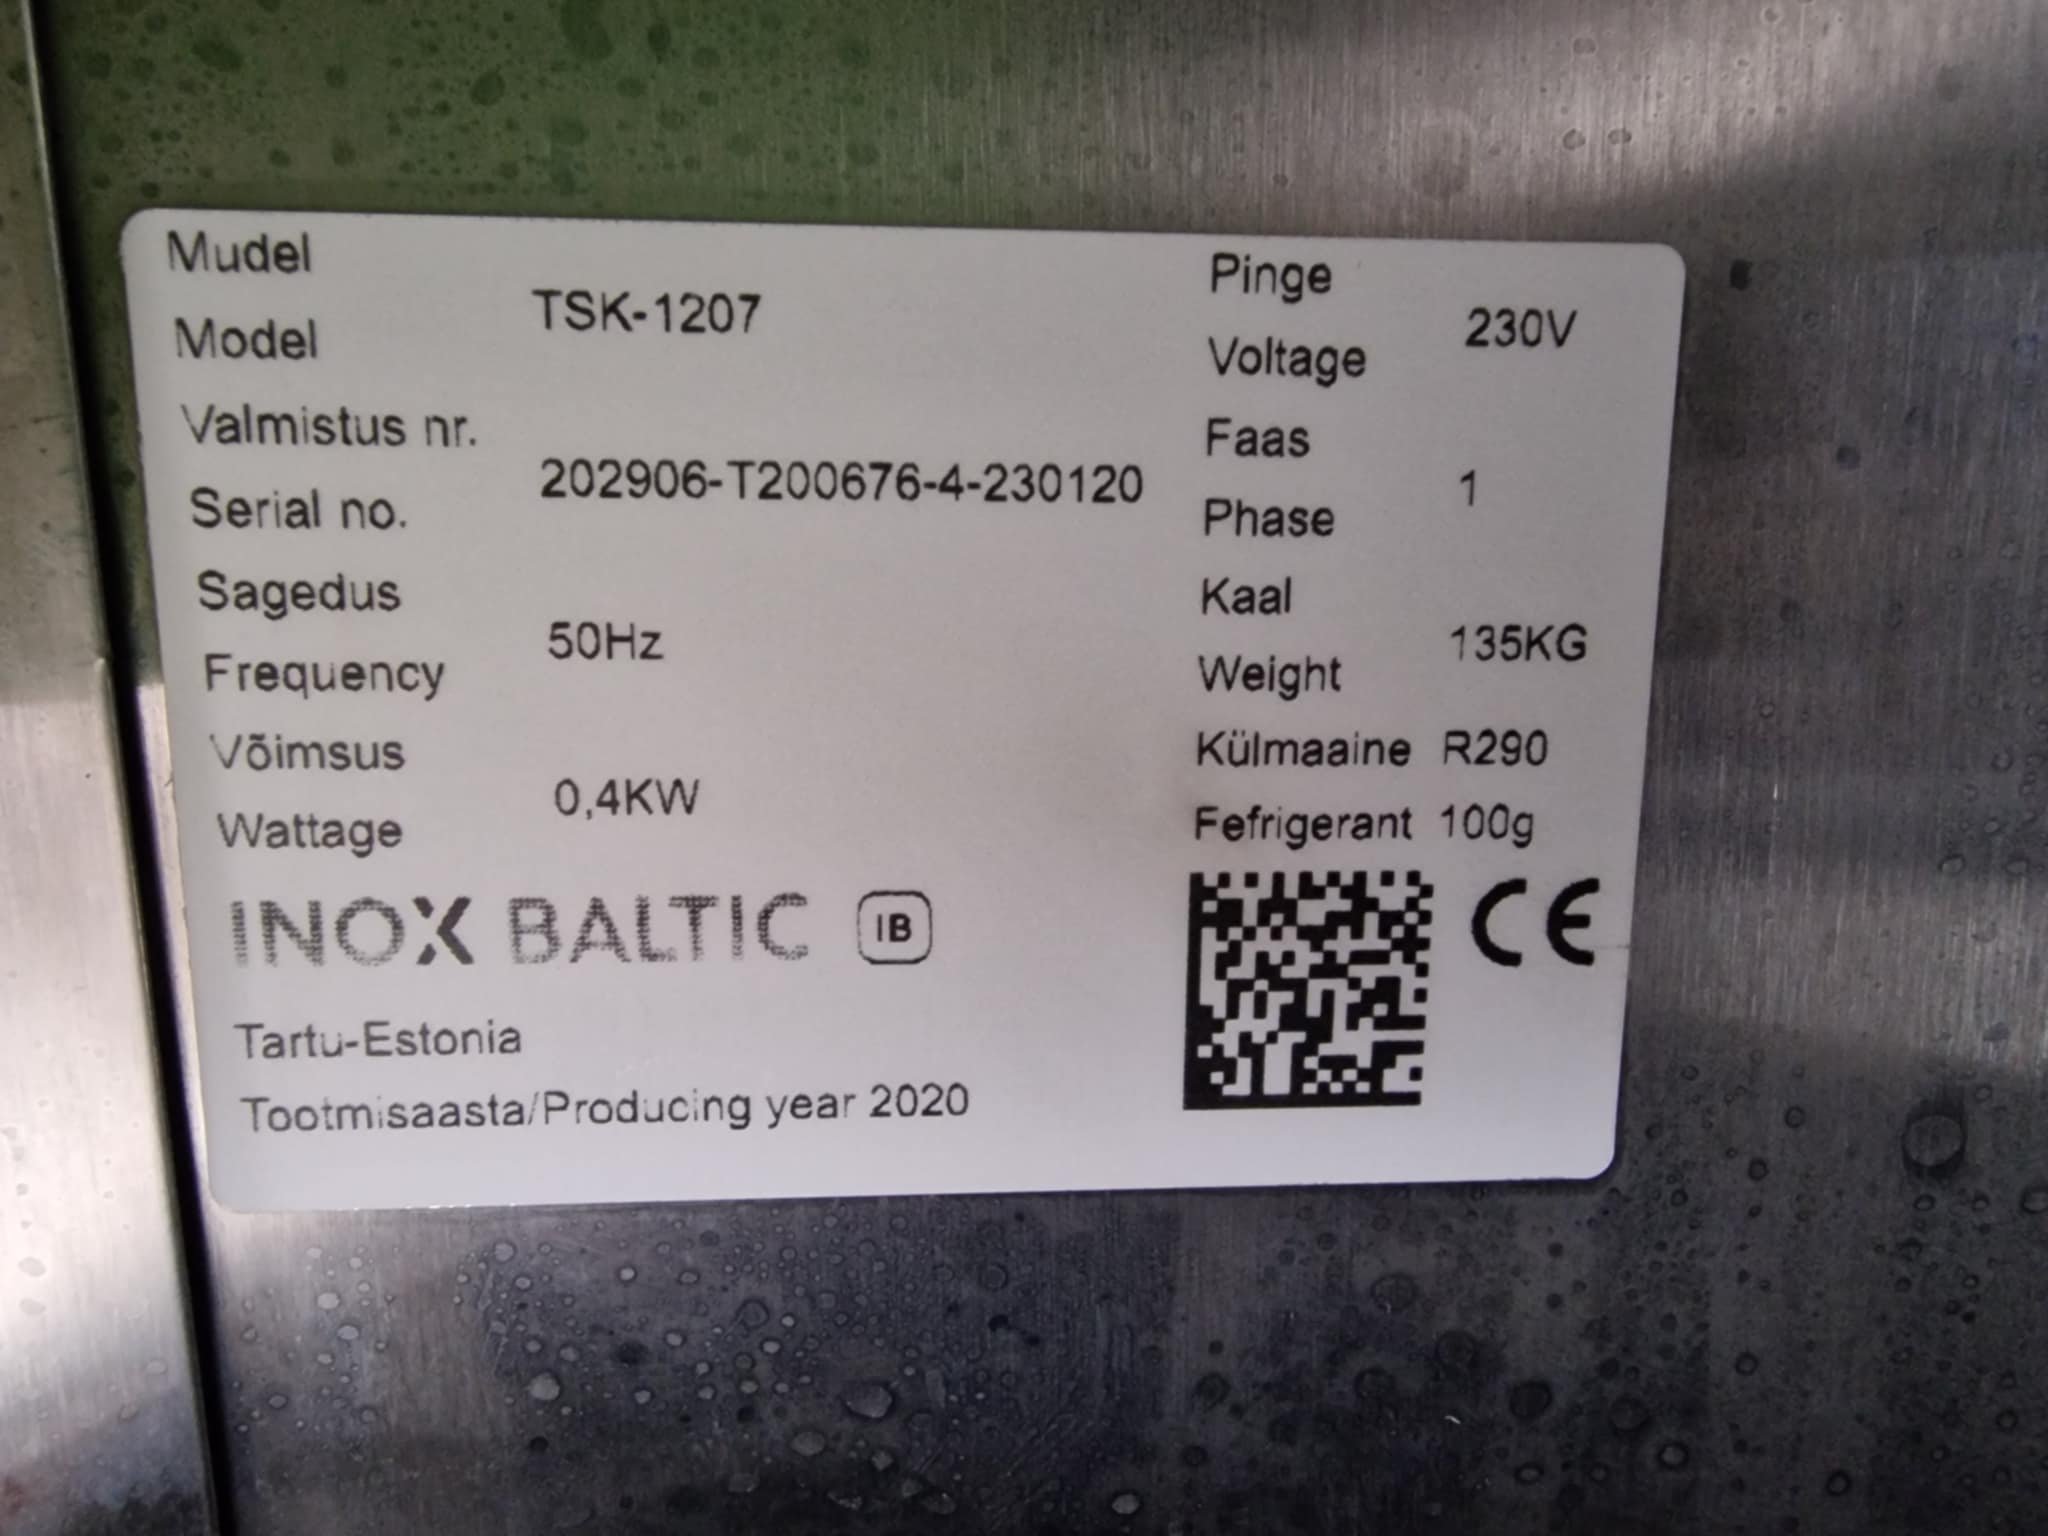 Mudel
Model
TSK-1207
Valmistus nr.
Serial no.
202906-T200676-4-230120
Sagedus
Frequency
50Hz
Võimsus
Wattage
0,4KW
Pinge
Voltage
230V
Faas
Phase
1
Kaal
Weight
135KG
Külmaaine R290
Fefrigerant 100g
INOX BALTIC IB
CE
Tartu-Estonia
Tootmisaasta/Producing year 2020